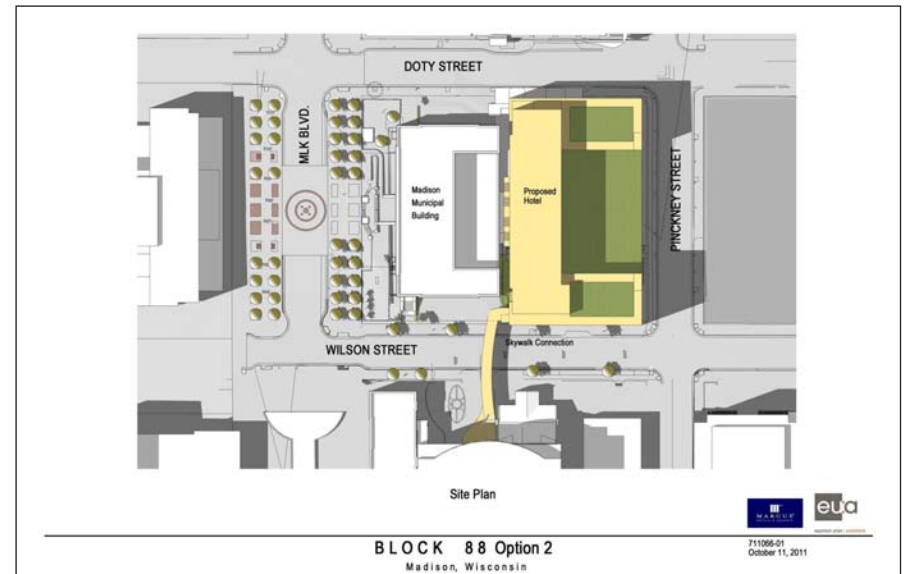 DOTY STREET
MLK BLVD.
Madison
Municipal
Building
Proposed
Hotel
PINCKNEY STREET
WILSON STREET
Skywalk Connection
Site Plan
MARCUS
eua
BLOCK 88 Option 2
Madison, Wisconsin
711066-01
October 11, 2011